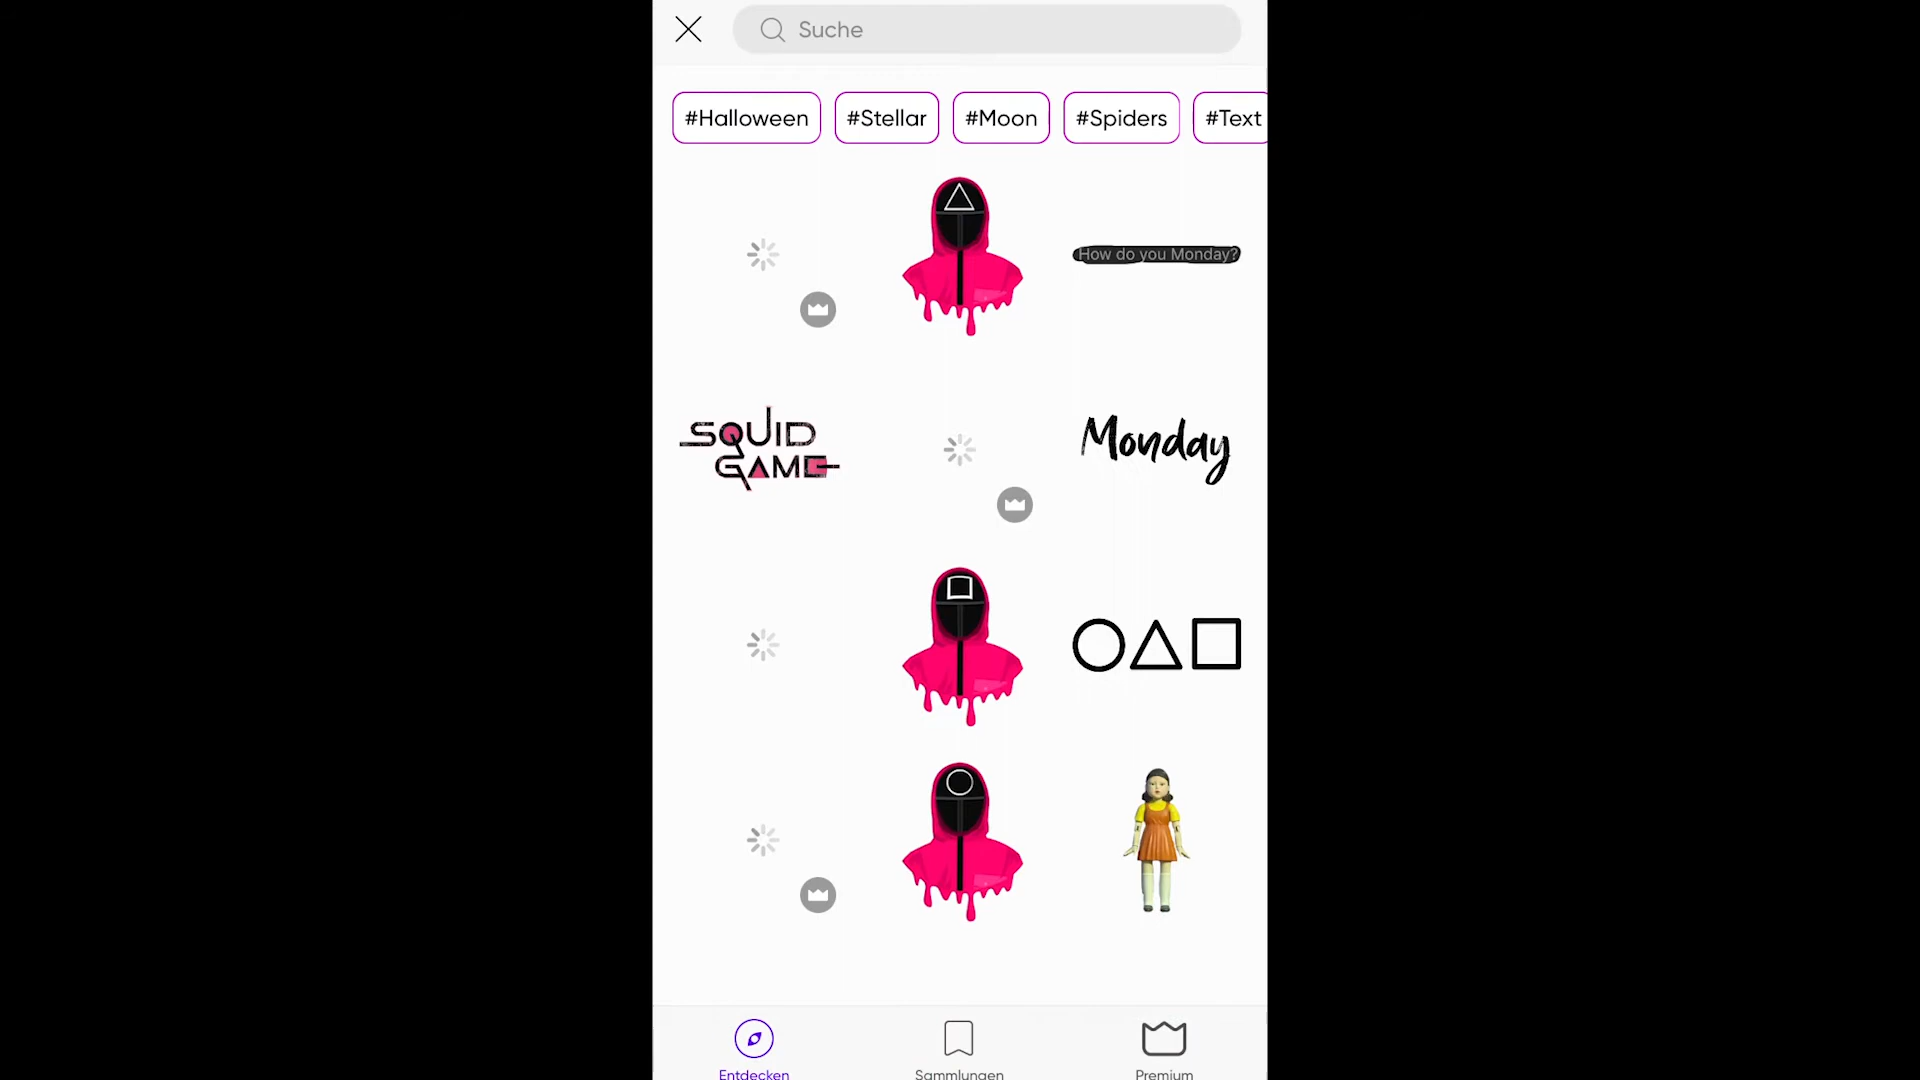 Suche
#Halloween #Stellar #Moon #Spiders #Text
How do you Monday?
SQUID
GAME
Monday
Entdecken Sammlungen Premium